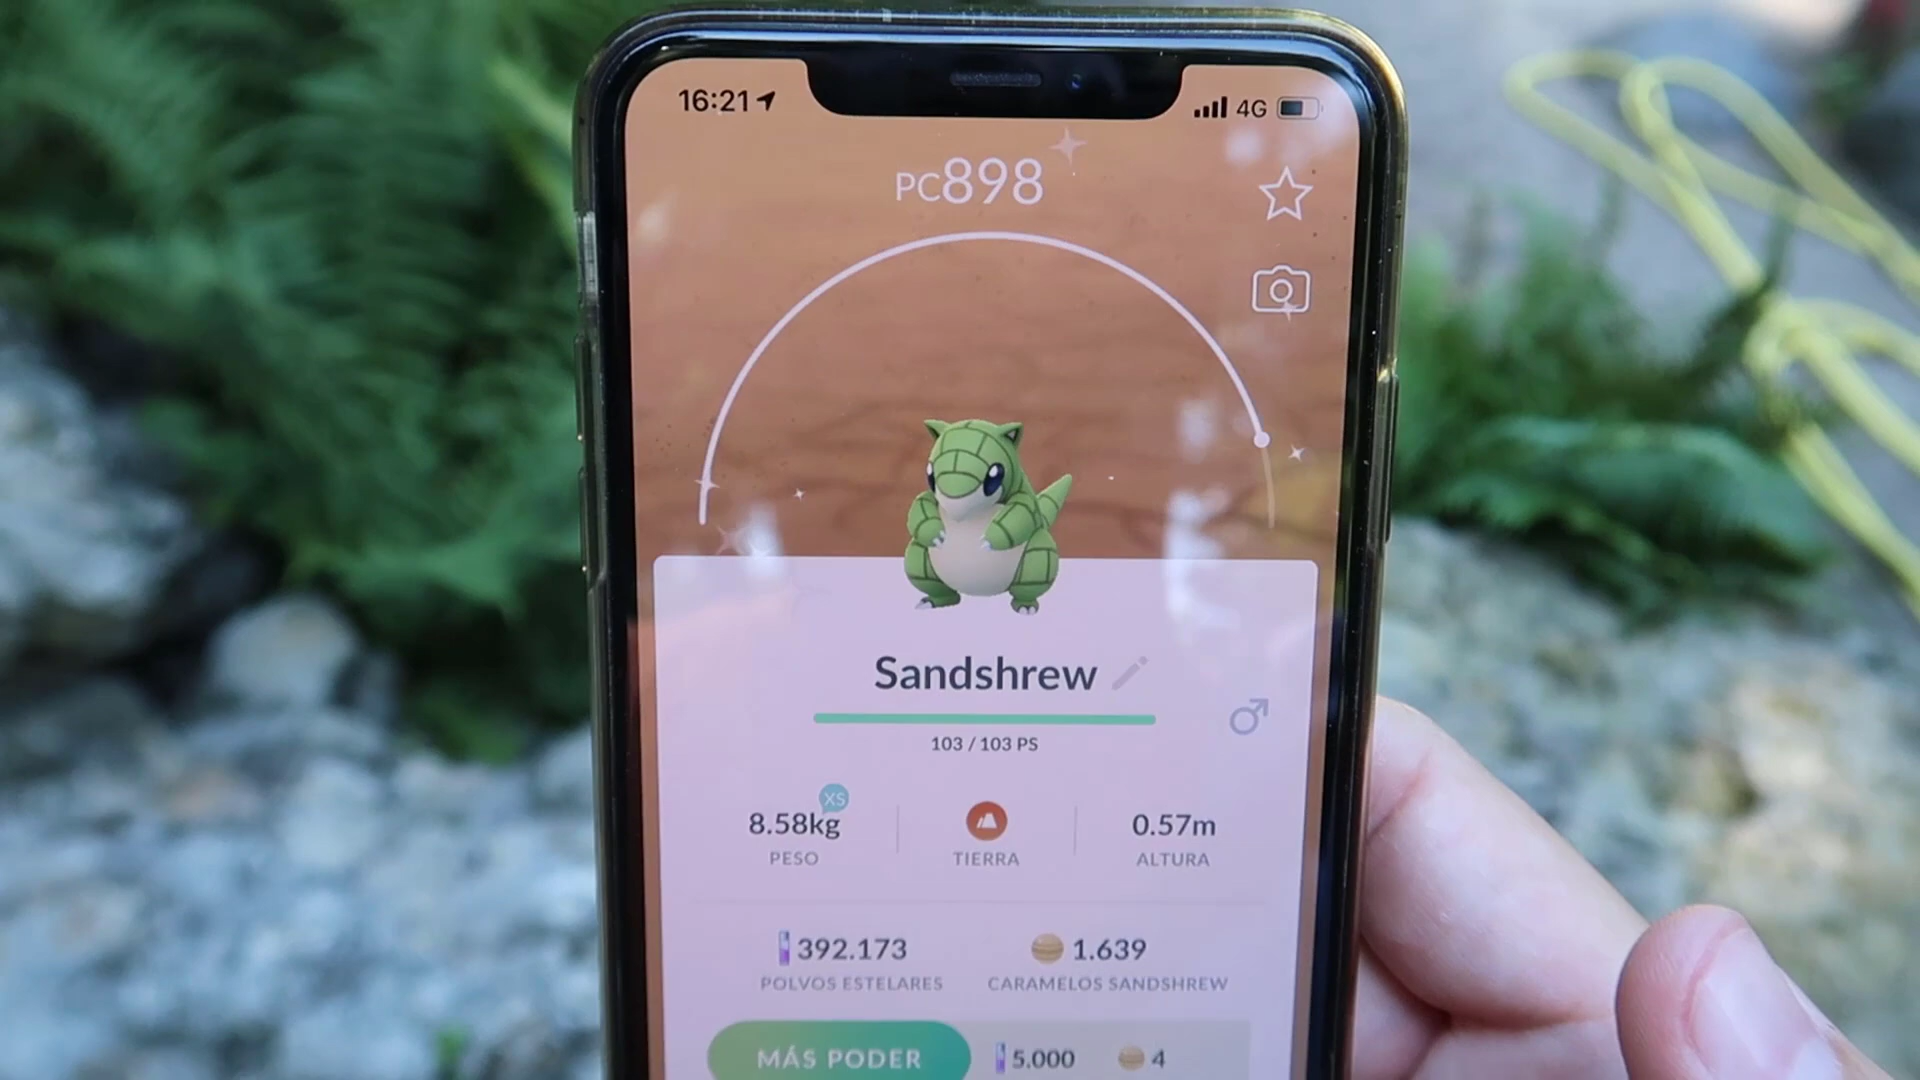 16:21 4G
PC898
Sandshrew
103 / 103 PS
XS
8.58kg 0.57m
PESO TIERRA ALTURA
392.173 1.639
POLVOS ESTELARES CARAMELOS SANDSHREW
MÁS PODER 5.000 4